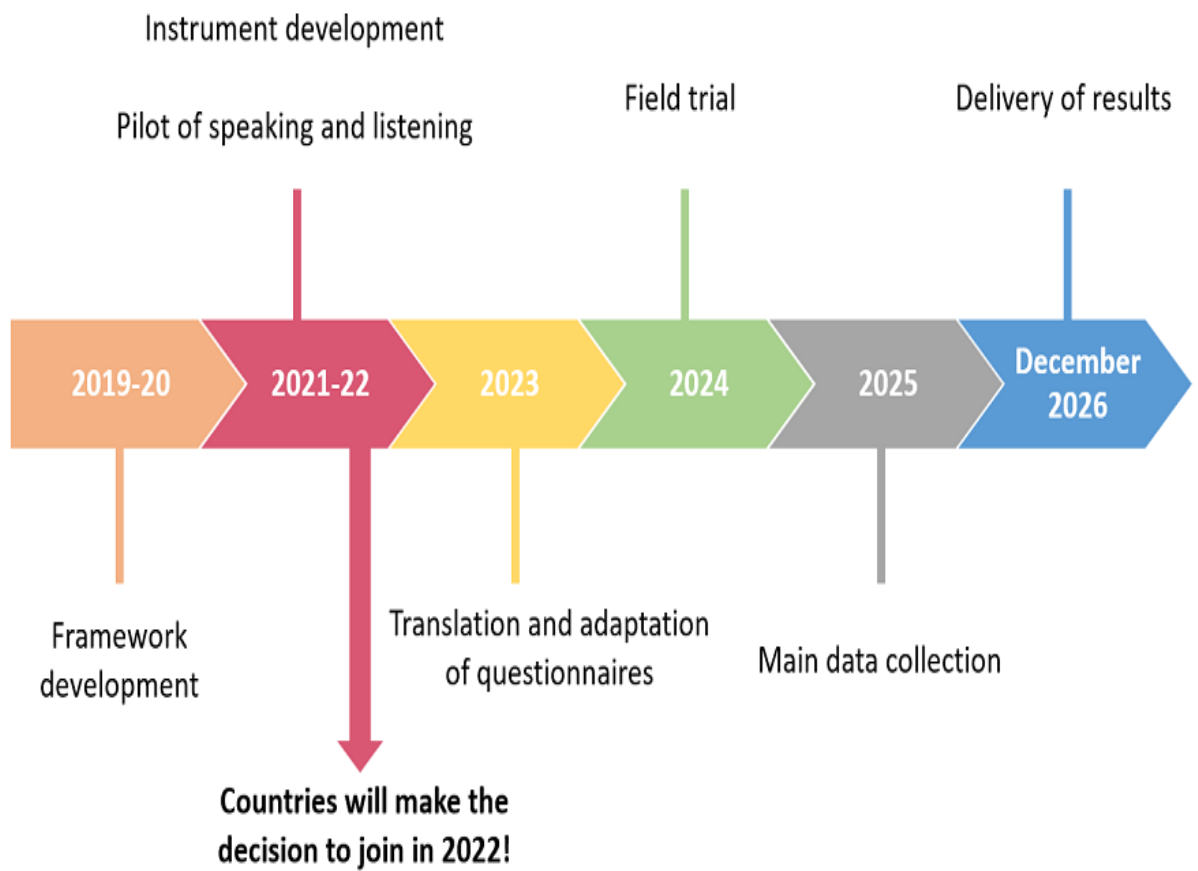 Instrument development
Pilot of speaking and listening
Field trial
Delivery of results
2019-20
2021-22
2023
2024
2025
December
2026
Framework
development
Translation and adaptation
of questionnaires
Main data collection
Countries will make the
decision to join in 2022!